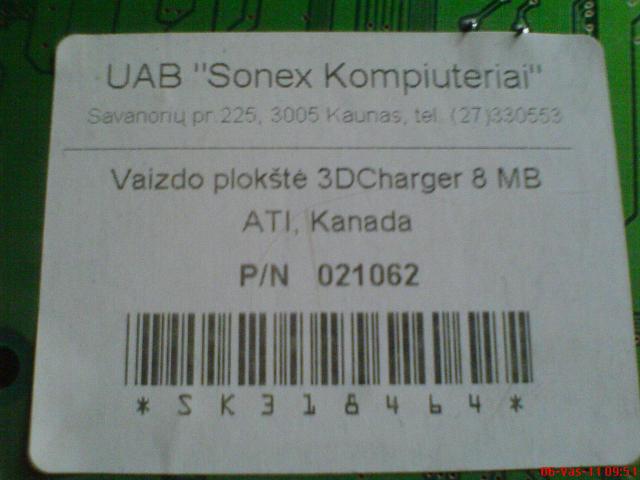 UAB "Sonex Kompiuteriai"
Savanorių pr.225, 3005 Kaunas, tel. (27)330553
Vaizdo plokštė 3DCharger 8 MB
ATI, Kanada
P/N 021062
*SK318464*
06-Vas-11 09:51